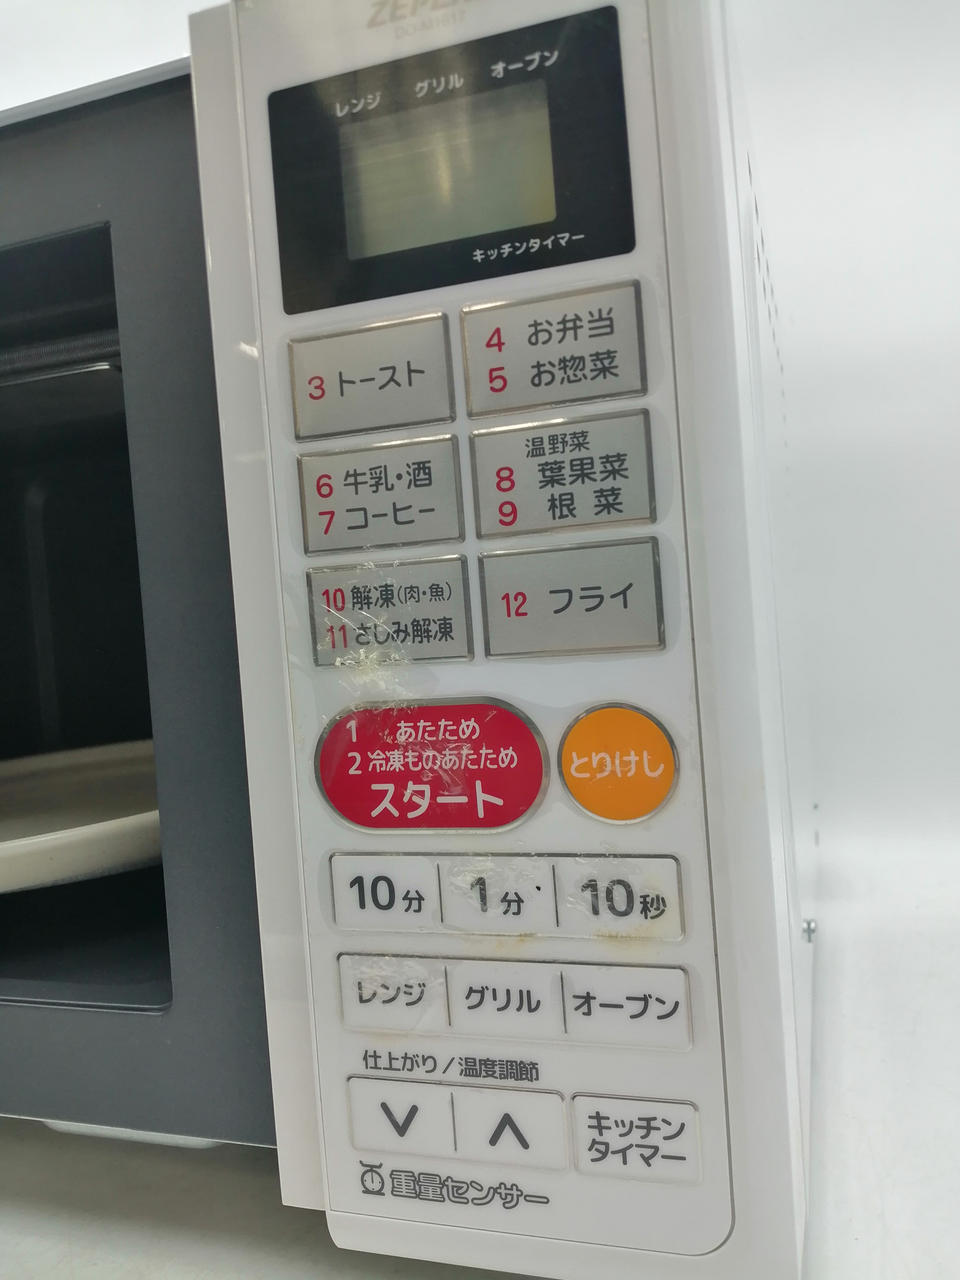 レンジ グリル オーブン
キッチンタイマー
3 トースト
4 お弁当
5 お惣菜
6 牛乳・酒
7 コーヒー
温野菜
8 葉果菜
9 根 菜
10 解凍(肉・魚)
11 さしみ解凍
12 フライ
1 あたため
2 冷凍ものあたため
スタート
とりけし
10分 1分 10秒
レンジ グリル オーブン
仕上がり/温度調節
キッチン
タイマー
重量センサー